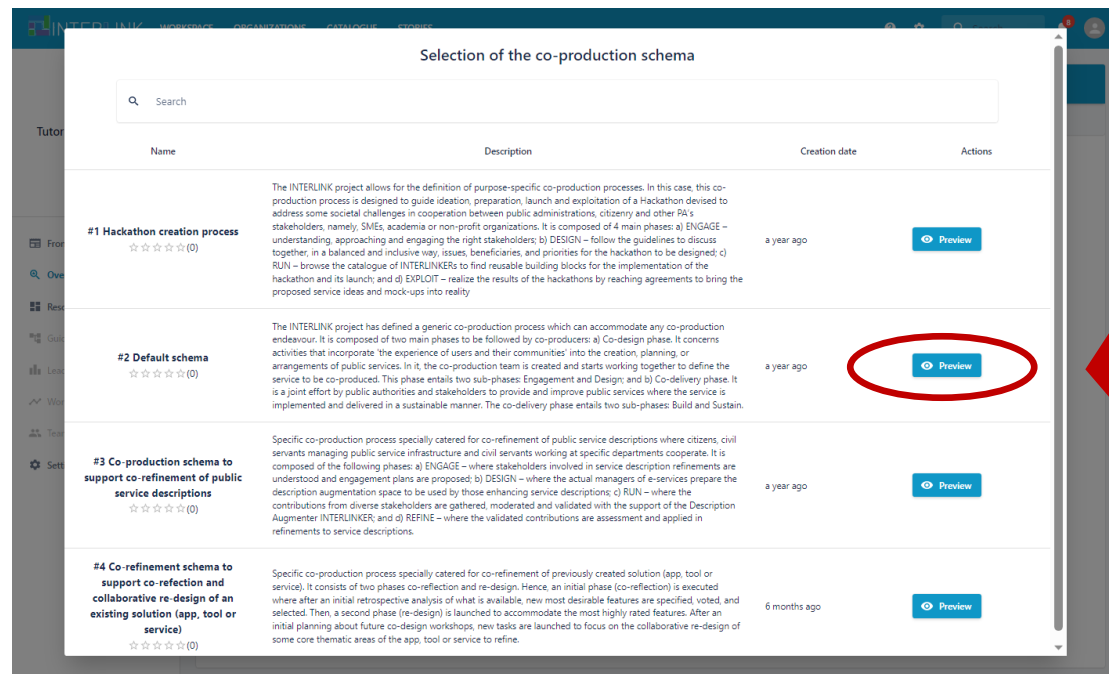 INTERLINK WORKSPACE ORGANIZATIONS CATALOGUE STORIES Search 8
Selection of the co-production schema
Search
Tutor
Name Description Creation date Actions
#1 Hackathon creation process
(0)
The INTERLINK project allows for the definition of purpose-specific co-production processes. In this case, this co-
production process is designed to guide ideation, preparation, launch and exploitation of a Hackathon devised to
address some societal challenges in cooperation between public administrations, citizenry and other PA's
stakeholders, namely, SMEs, academia or non-profit organizations. It is composed of 4 main phases: a) ENGAGE –
understanding, approaching and engaging the right stakeholders; b) DESIGN – follow the guidelines to discuss
together, in a balanced and inclusive way, issues, beneficiaries, and priorities for the hackathon to be designed; c)
RUN – browse the catalogue of INTERLINKERs to find reusable building blocks for the implementation of the
hackathon and its launch; and d) EXPLOIT – realize the results of the hackathons by reaching agreements to bring the
proposed service ideas and mock-ups into reality
a year ago
Preview
Fron
Ove
Reso
Guid
Lead
Wor
Tean
Sett
#2 Default schema
(0)
The INTERLINK project has defined a generic co-production process which can accommodate any co-production
endeavour. It is composed of two main phases to be followed by co-producers: a) Co-design phase. It concerns
activities that incorporate 'the experience of users and their communities' into the creation, planning, or
arrangements of public services. In it, the co-production team is created and starts working together to define the
service to be co-produced. This phase entails two sub-phases: Engagement and Design; and b) Co-delivery phase. It
is a joint effort by public authorities and stakeholders to provide and improve public services where the service is
implemented and delivered in a sustainable manner. The co-delivery phase entails two sub-phases: Build and Sustain.
a year ago
Preview
#3 Co-production schema to
support co-refinement of public
service descriptions
(0)
Specific co-production process specially catered for co-refinement of public service descriptions where citizens, civil
servants managing public service infrastructure and civil servants working at specific departments cooperate. It is
composed of the following phases: a) ENGAGE – where stakeholders involved in service description refinements are
understood and engagement plans are proposed; b) DESIGN – where the actual managers of e-services prepare the
description augmentation space to be used by those enhancing service descriptions; c) RUN – where the
contributions from diverse stakeholders are gathered, moderated and validated with the support of the Description
Augmenter INTERLINKER; and d) REFINE – where the validated contributions are assessment and applied in
refinements to service descriptions.
a year ago
Preview
#4 Co-refinement schema to
support co-refection and
collaborative re-design of an
existing solution (app, tool or
service)
(0)
Specific co-production process specially catered for co-refinement of previously created solution (app, tool or
service). It consists of two phases co-reflection and re-design. Hence, an initial phase (co-reflection) is executed
where after an initial retrospective analysis of what is available, new most desirable features are specified, voted, and
selected. Then, a second phase (re-design) is launched to accommodate the most highly rated features. After an
initial planning about future co-design workshops, new tasks are launched to focus on the collaborative re-design of
some core thematic areas of the app, tool or service to refine.
6 months ago
Preview